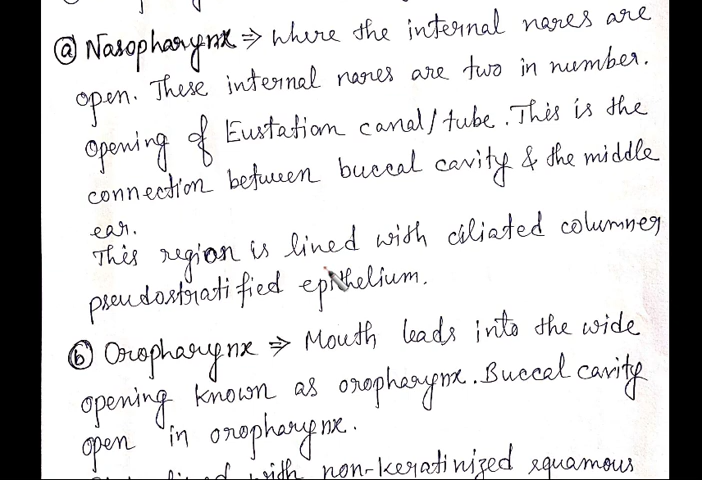 ⓐ Nasopharynx ⇒ Where the internal nares are
open. These internal nares are two in number.
Opening of Eustation canal/tube. This is the
connection between buccal cavity & the middle
ear.
This region is lined with ciliated columner
pseudostratified epithelium.
ⓑ Oropharynx ⇒ Mouth leads into the wide
opening known as oropharynx. Buccal cavity
open in oropharynx.
lined with non-keratinized squamous